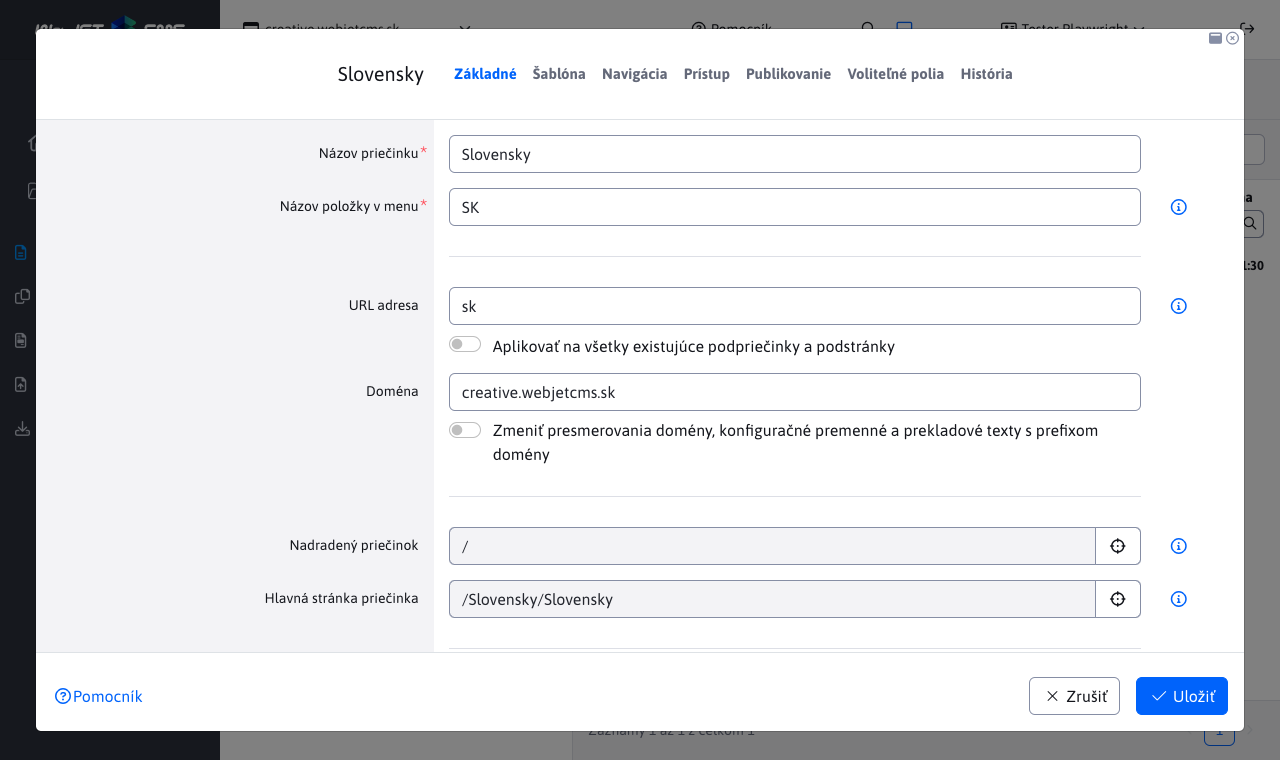 creative.webjetcms.sk
Pomocník
Tester Playwright
Slovensky
Základné
Šablóna
Navigácia
Prístup
Publikovanie
Voliteľné polia
História
Názov priečinku*
Slovensky
Názov položky v menu*
SK
URL adresa
sk
Aplikovať na všetky existujúce podpriečinky a podstránky
Doména
creative.webjetcms.sk
Zmeniť presmerovania domény, konfiguračné premenné a prekladové texty s prefixom
domény
Nadradený priečinok
/
Hlavná stránka priečinka
/Slovensky/Slovensky
Pomocník
Zrušiť
Uložiť
Záznamy 1 až 1 z celkom 1
1